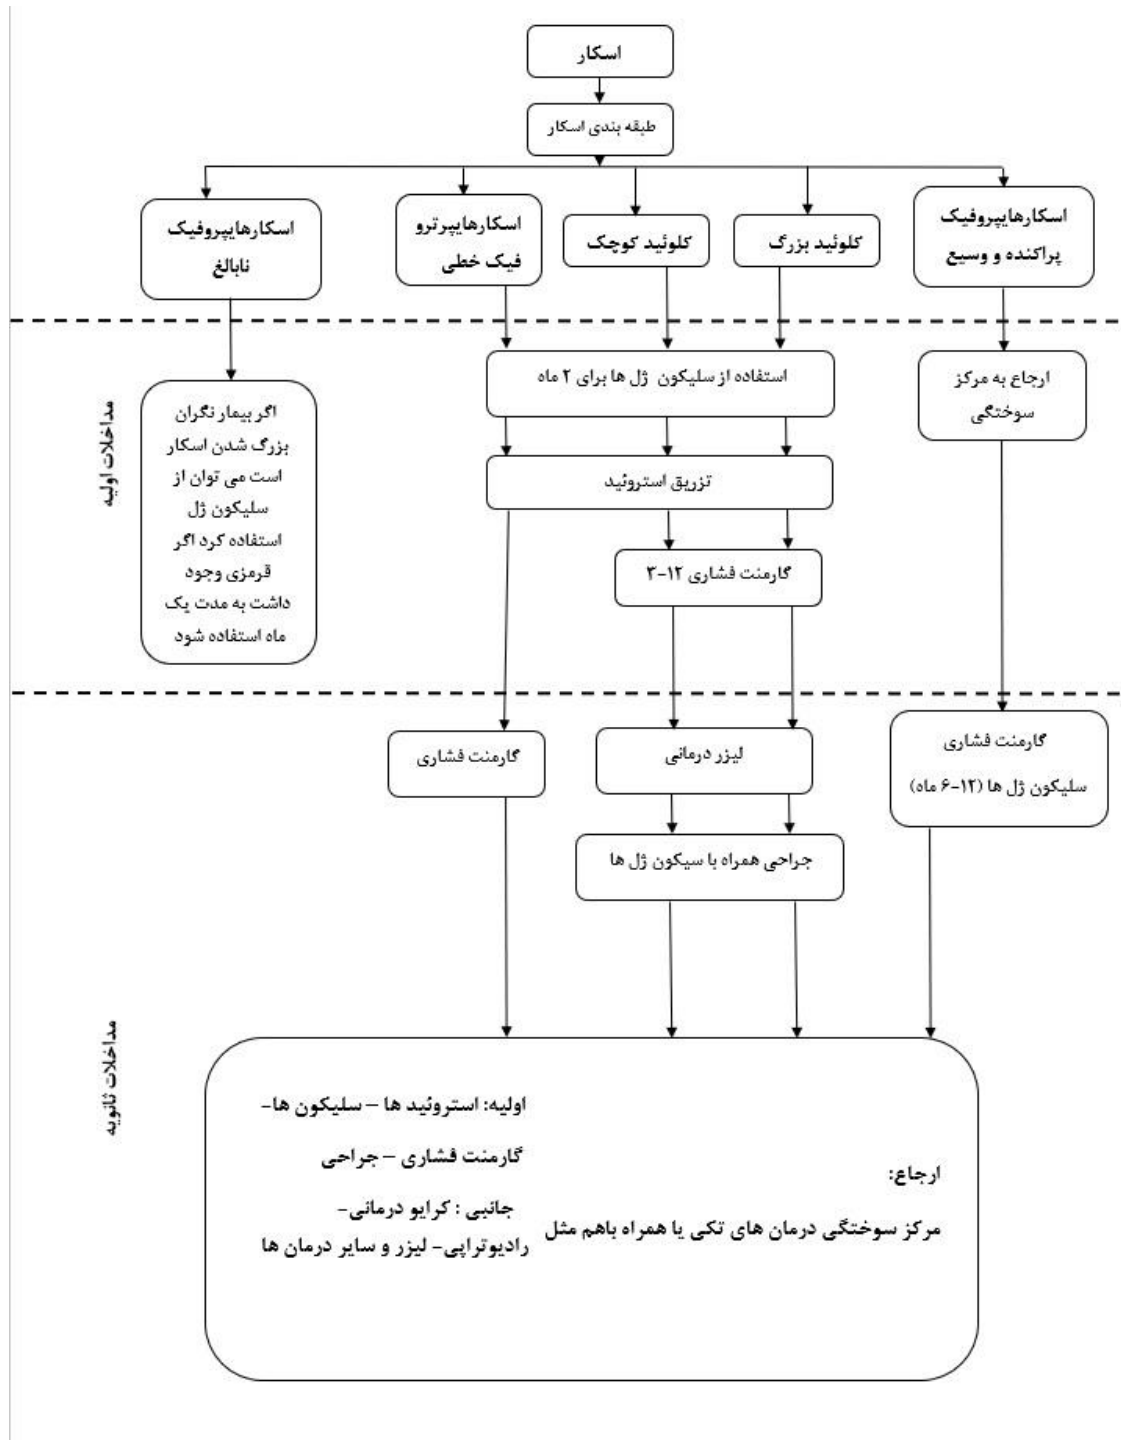 اسکار
طبقه بندی اسکار
اسکارهایپروفیک
پراکنده و وسیع
کلوئید بزرگ
کلوئید کوچک
اسکارهایپرترو
فیک خطی
اسکارهایپروفیک
نابالغ
مداخلات اولیه
ارجاع به مرکز
سوختگی
استفاده از سلیکون ژل ها برای ۲ ماه
تزریق استروئید
گارمنت فشاری ۱۲-۳
اگر بیمار نگران
بزرگ شدن اسکار
است می توان از
سلیکون ژل
استفاده کرد اگر
قرمزی وجود
داشت به مدت یک
ماه استفاده شود
مداخلات ثانویه
گارمنت فشاری
سلیکون ژل ها (۱۲-۶ ماه)
لیزر درمانی
جراحی همراه با سیکون ژل ها
گارمنت فشاری
ارجاع:
مرکز سوختگی درمان های تکی یا همراه باهم مثل
اولیه: استروئید ها – سلیکون ها-
گارمنت فشاری – جراحی
جانبی : کرایو درمانی-
رادیوتراپی- لیزر و سایر درمان ها